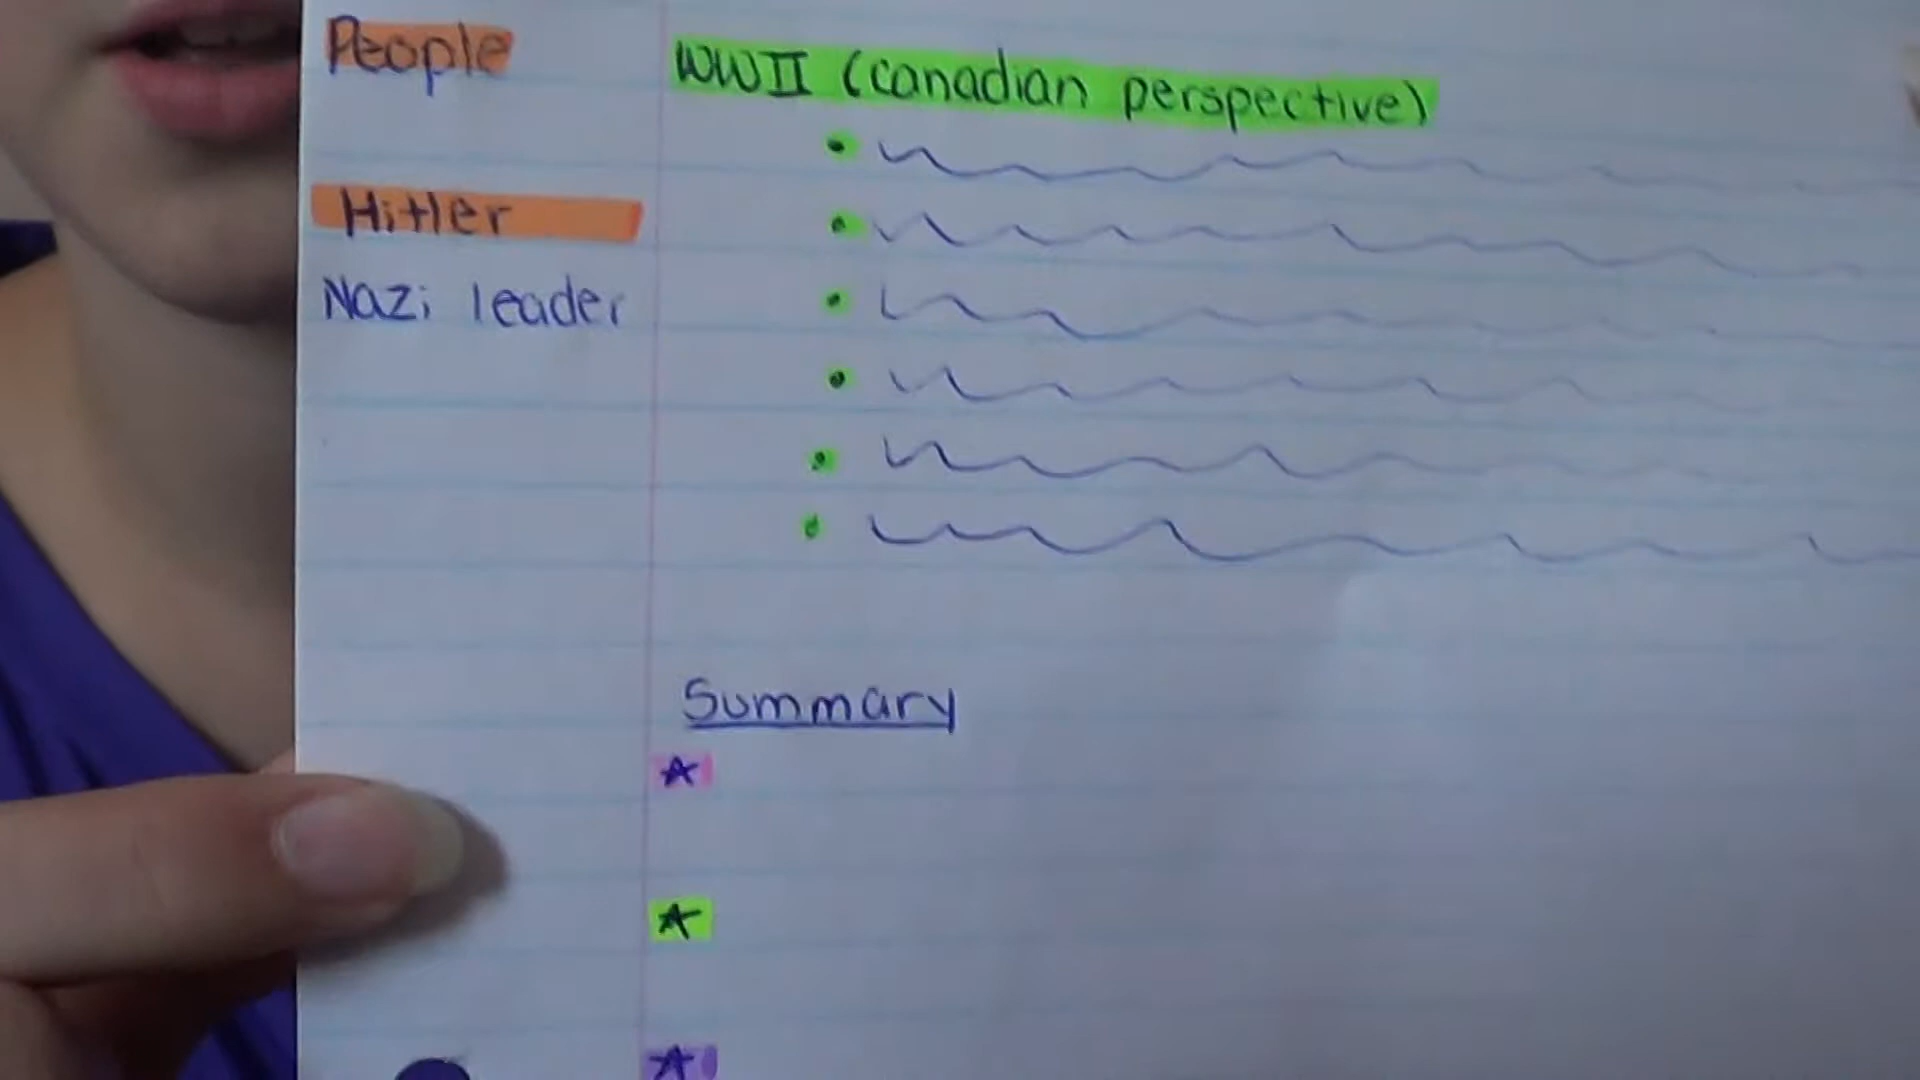 People
WWII (Canadian perspective)
Hitler
Nazi leader
Summary